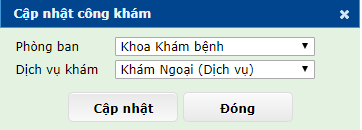 Cập nhật công khám
Phòng ban Khoa Khám bệnh
Dịch vụ khám Khám Ngoại (Dịch vụ)
Cập nhật Đóng